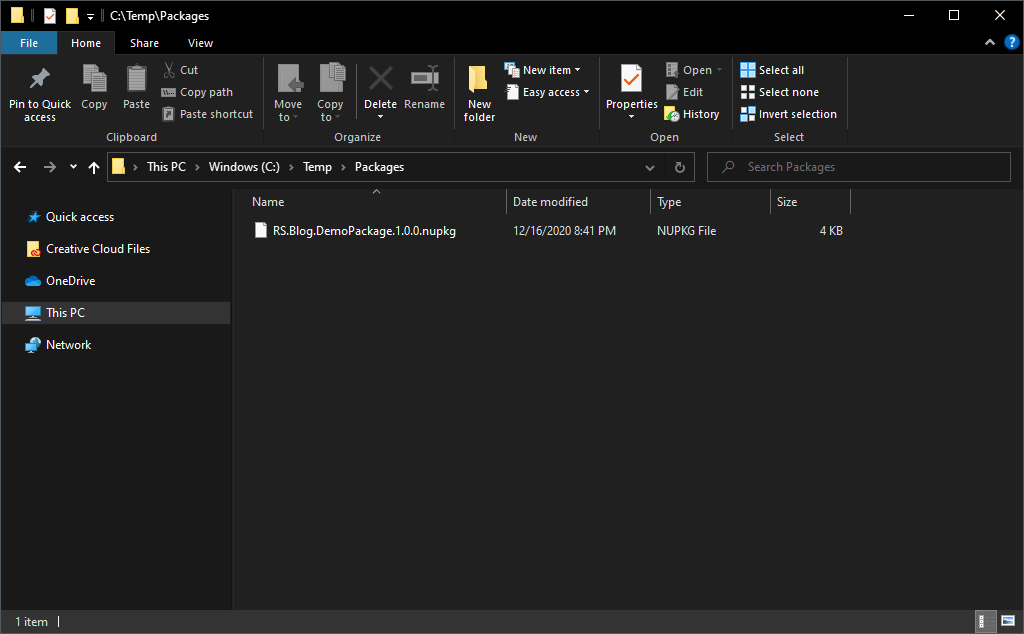 C:\Temp\Packages
File Home Share View
Pin to Quick access
Copy
Paste
Cut
Copy path
Paste shortcut
Clipboard
Move to
Copy to
Delete
Rename
Organize
New folder
New item
Easy access
New
Properties
Open
Edit
History
Open
Select all
Select none
Invert selection
Select
This PC Windows (C:) Temp Packages
Search Packages
Quick access
Creative Cloud Files
OneDrive
This PC
Network
Name Date modified Type Size
RS.Blog.DemoPackage.1.0.0.nupkg 12/16/2020 8:41 PM NUPKG File 4 KB
1 item